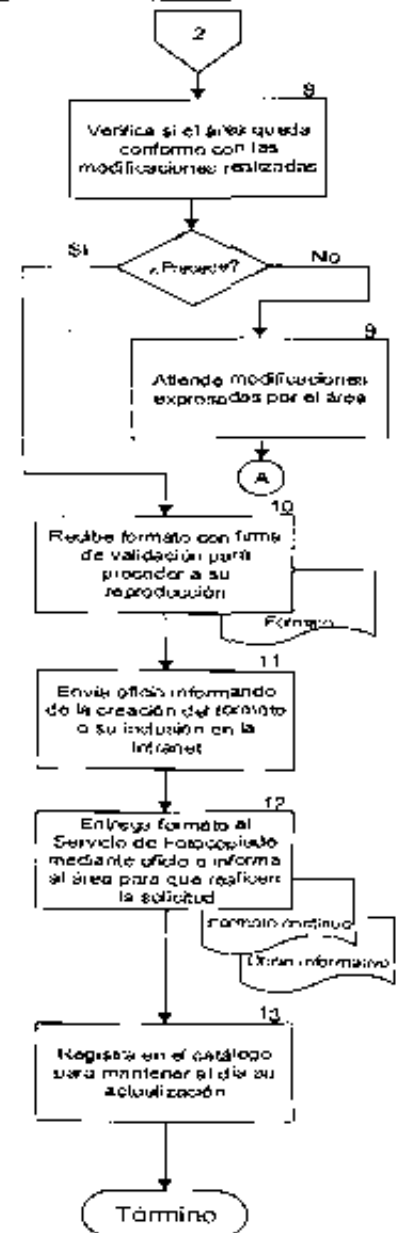 2
8
Verifica si el área queda
conforme con las
modificaciones realizadas
Si
¿Procede?
No
9
Atiende modificaciones
expresadas por el área
A
10
Recibe formato con firma
de validación para
proceder a su
reproducción
Formato
11
Envía oficio informando
de la creación del formato
o su inclusión en la
Intranet
12
Entrega formato al
Servicio de Fotocopiado
mediante oficio o informa
al área para que realicen
la solicitud
Formato continuo
Oficio informativo
13
Registra en el catálogo
para mantener al día su
actualización
Término